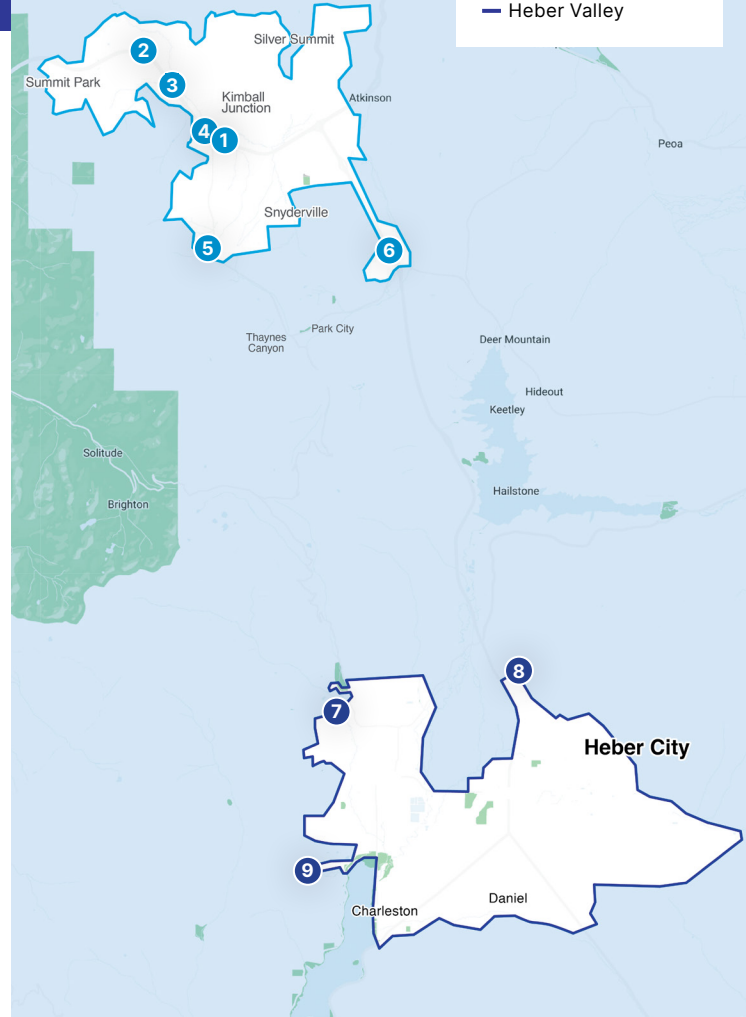 Heber Valley
Silver Summit
2
Summit Park
3
Kimball
Junction
Atkinson
4
1
Peoa
Snyderville
5
6
Thaynes
Canyon
Park City
Deer Mountain
Hideout
Keetley
Solitude
Hailstone
Brighton
8
7
Heber City
9
Daniel
Charleston